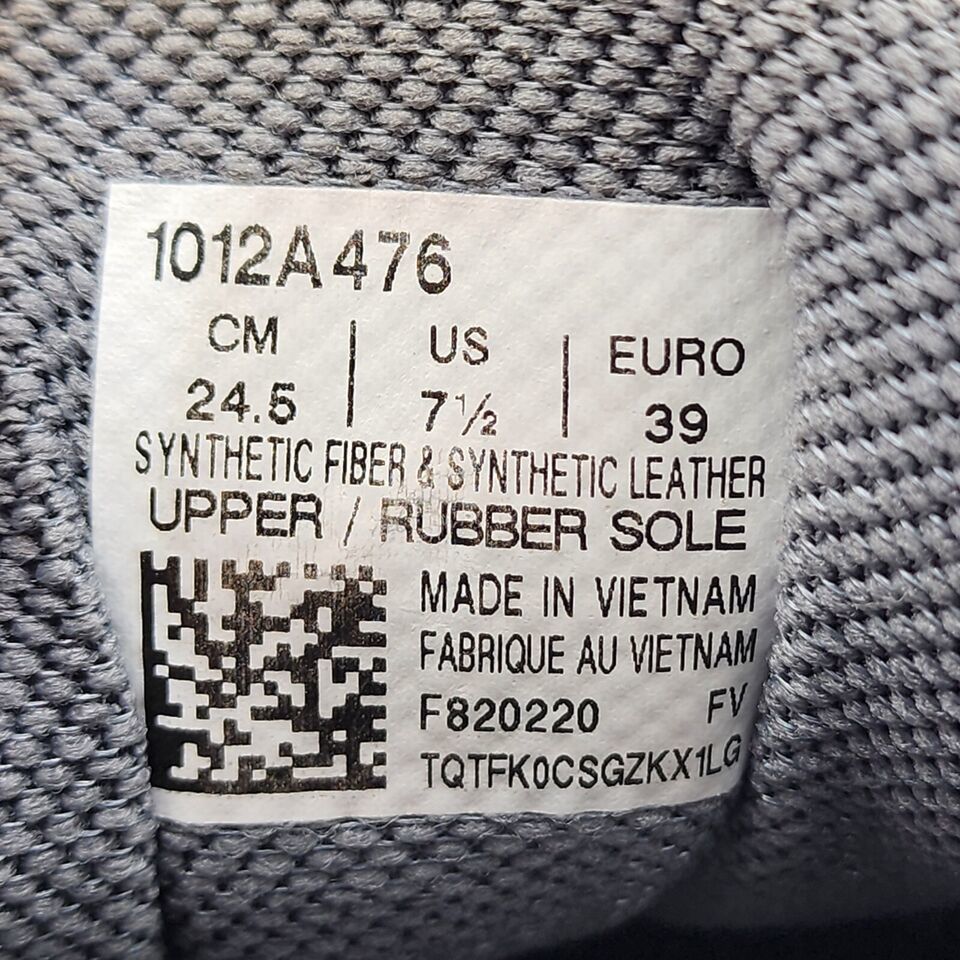 1012A476
CM | US | EURO
24.5 | 7½ | 39
SYNTHETIC FIBER & SYNTHETIC LEATHER
UPPER / RUBBER SOLE
MADE IN VIETNAM
FABRIQUE AU VIETNAM
F820220 FV
TQTFK0CSGZKX1LG